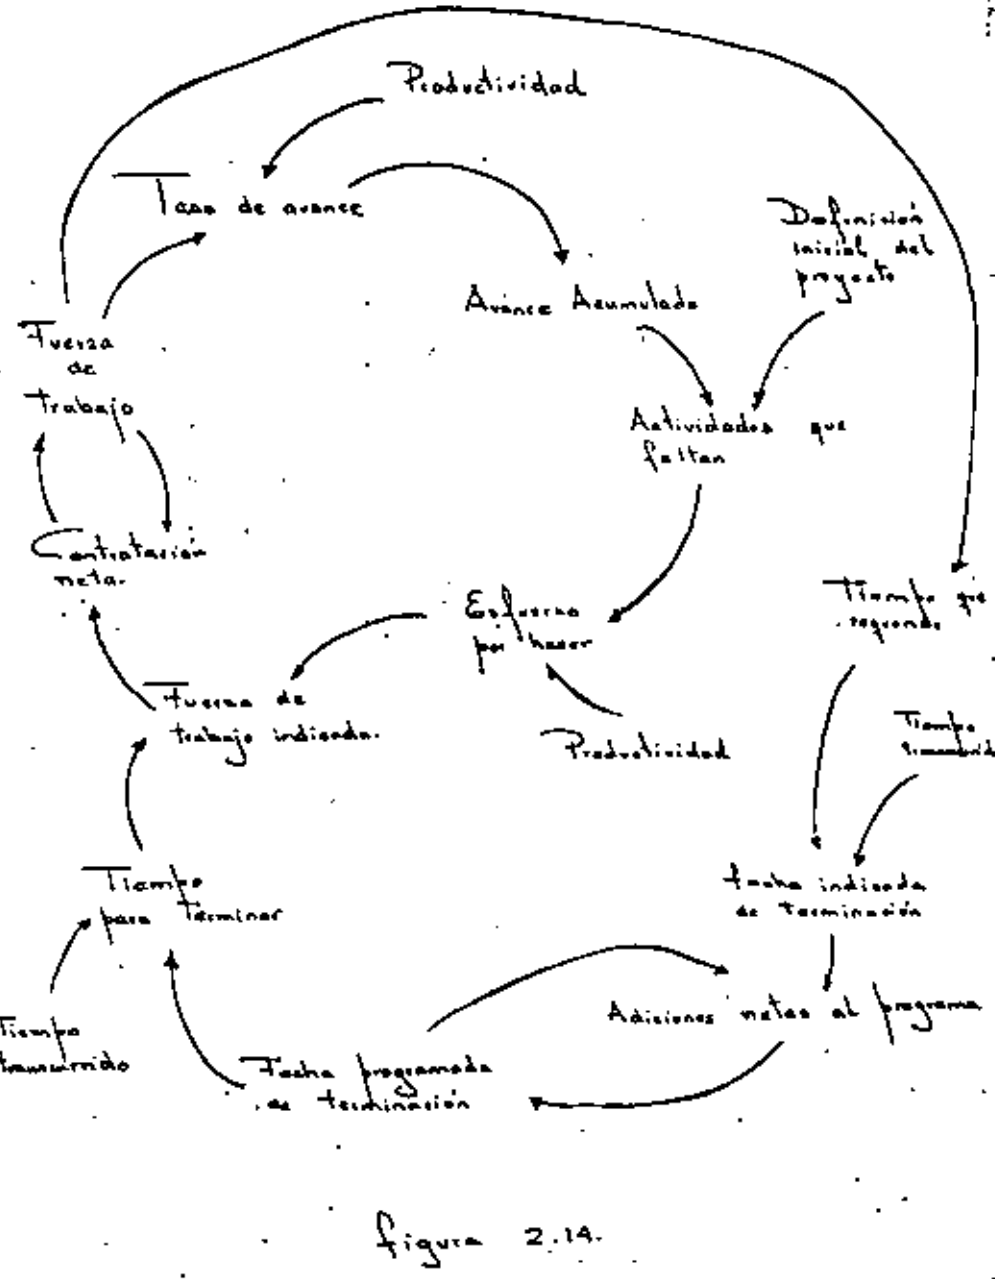 Productividad
Tasa de avance
Definición
inicial del
proyecto
Avance Acumulado
Fuerza
de
trabajo
Actividades que
faltan
Contratación
neta.
Esfuerzo
por hacer
Tiempo que
Fuerza de
trabajo indicada.
Productividad
Tiempo
Tiempo
para terminar
fecha indicada
de terminación
Adiciones netas al programa
Tiempo
transcurrido
Fecha programada
de terminación
figura 2.14.